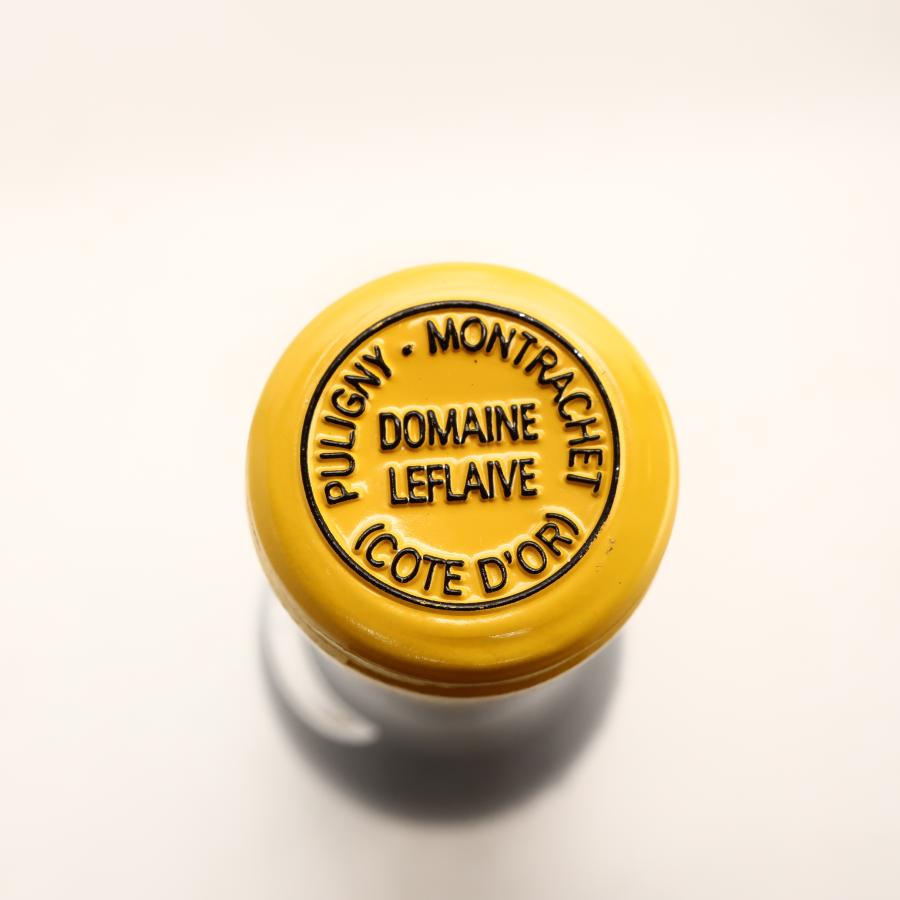 PULIGNY · MONTRACHET
DOMAINE
LEFLAIVE
(COTE D'OR)